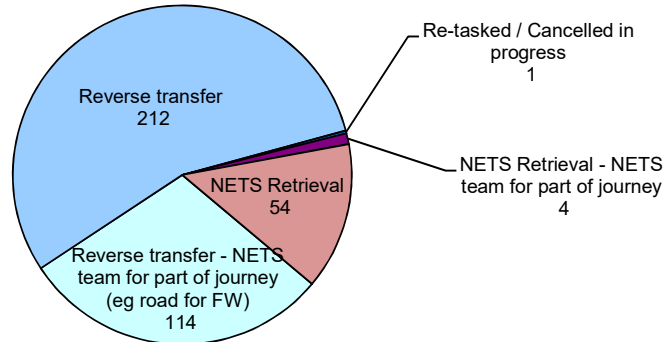 Re-tasked / Cancelled in
progress
1
Reverse transfer
212
NETS Retrieval - NETS
team for part of journey
4
NETS Retrieval
54
Reverse transfer - NETS
team for part of journey
(eg road for FW)
114